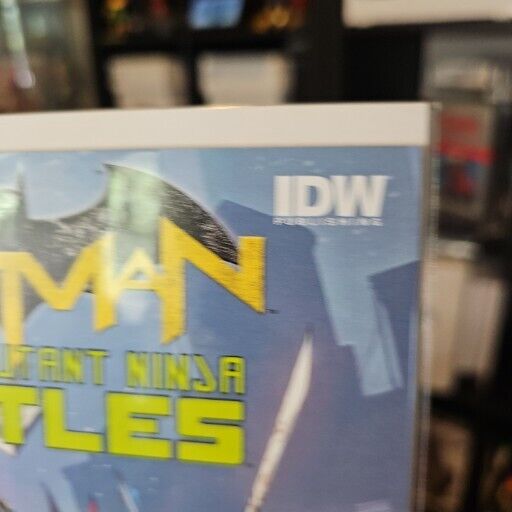 IDW
PUBLISHING
TMAN
UTANT NINJA
TLES